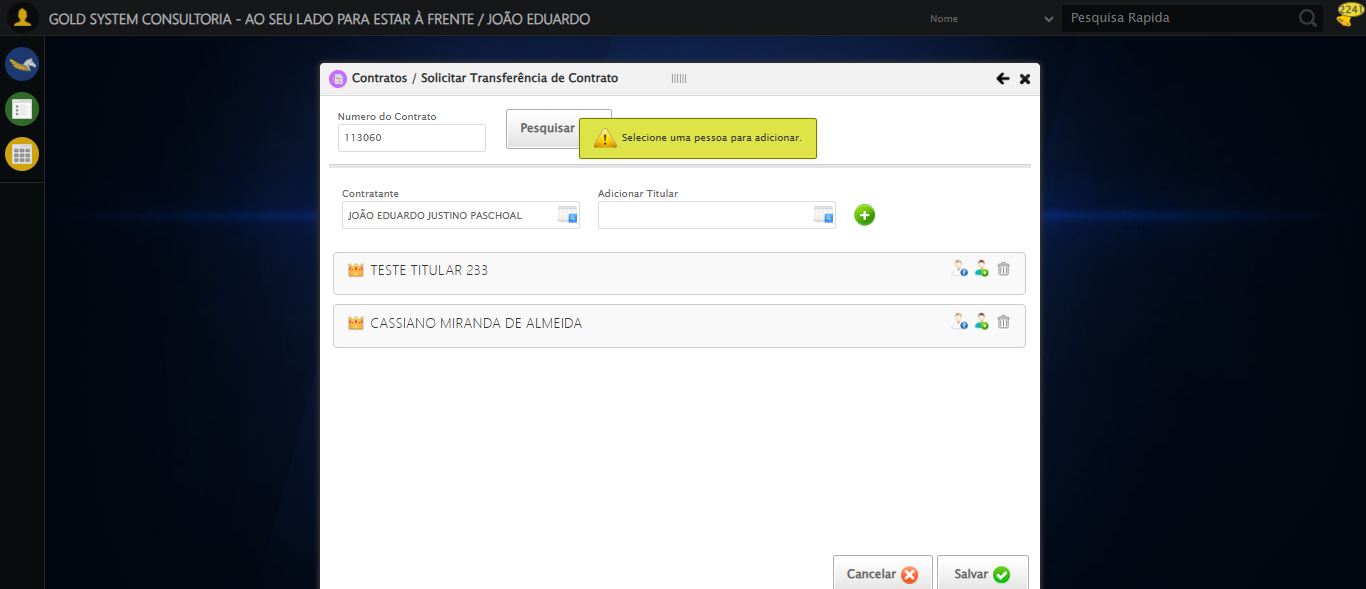 GOLD SYSTEM CONSULTORIA - AO SEU LADO PARA ESTAR À FRENTE / JOÃO EDUARDO
Nome
Pesquisa Rapida
2241
Contratos / Solicitar Transferência de Contrato
Numero do Contrato
113060
Pesquisar
Selecione uma pessoa para adicionar.
Contratante
Adicionar Titular
JOÃO EDUARDO JUSTINO PASCHOAL
TESTE TITULAR 233
CASSIANO MIRANDA DE ALMEIDA
Cancelar
Salvar